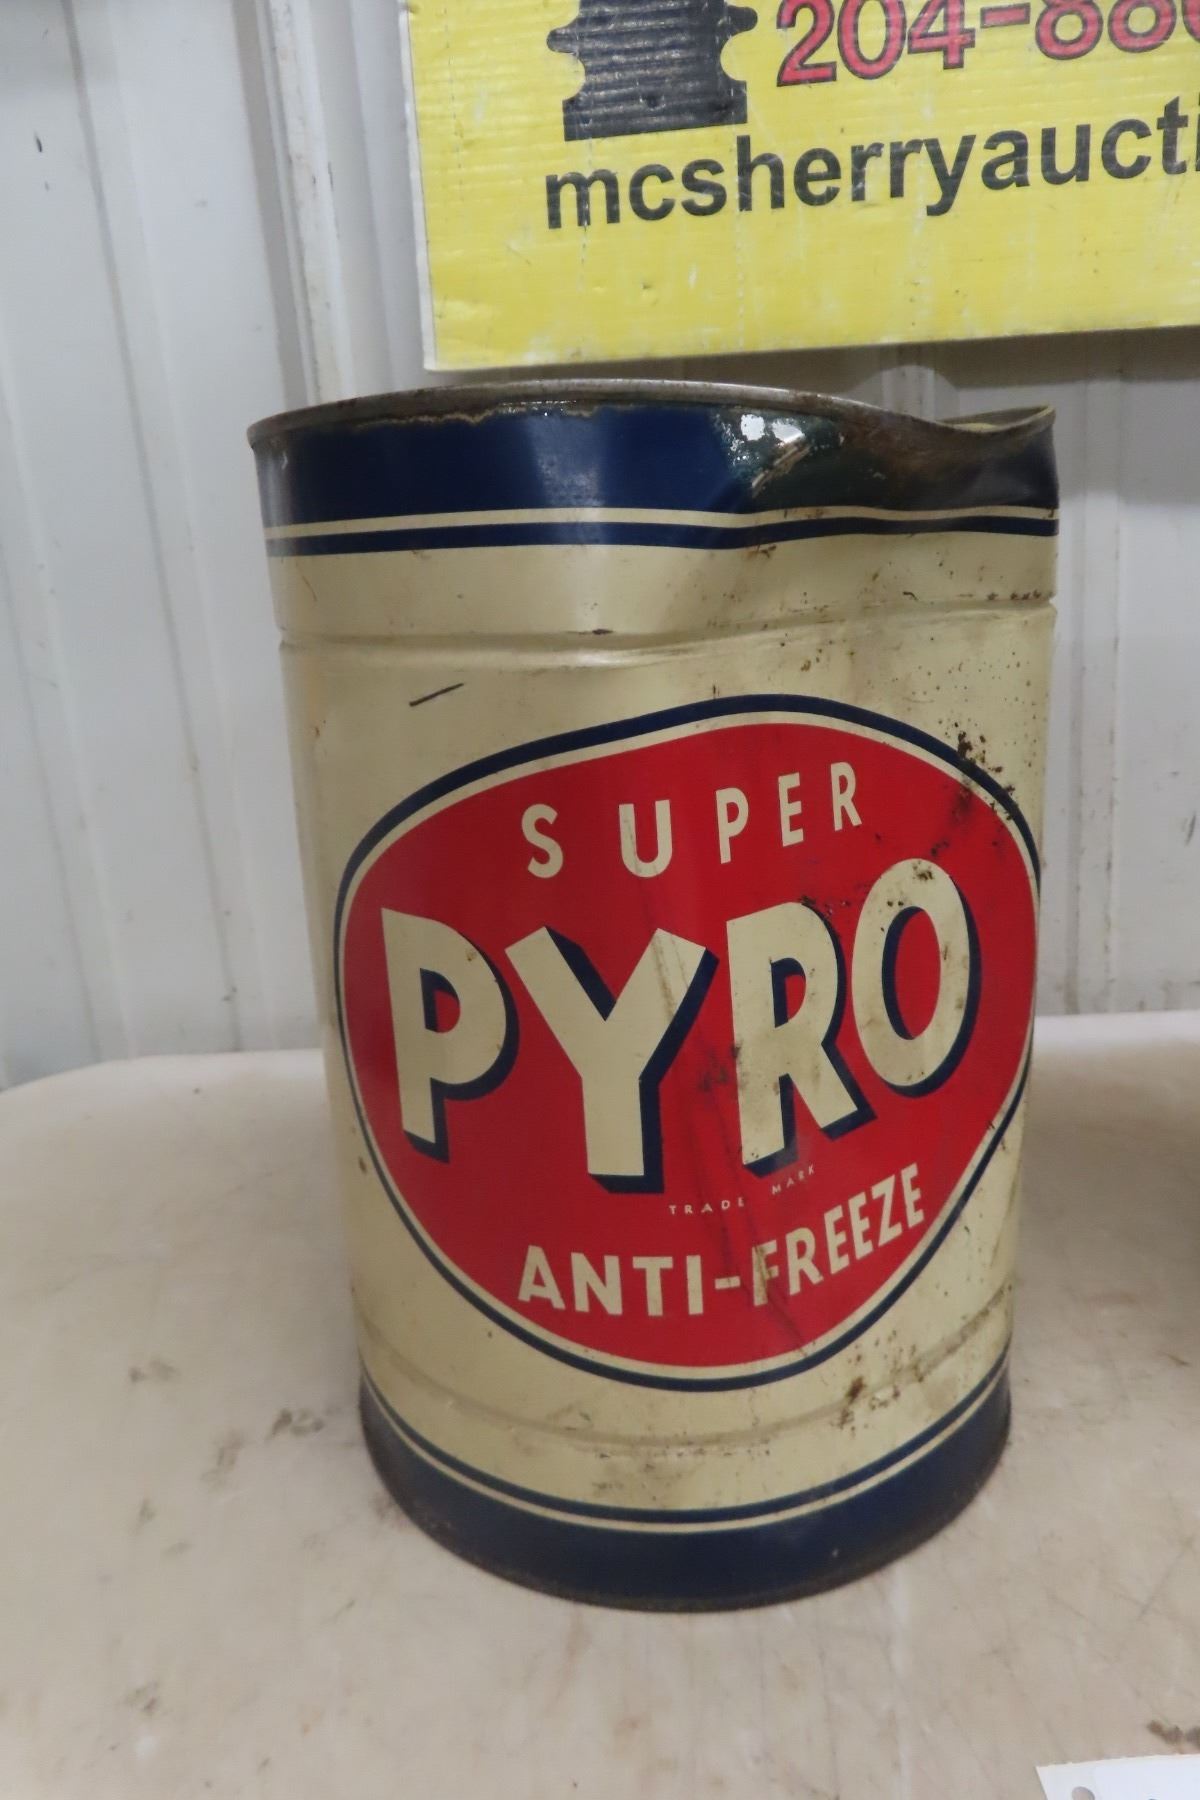 204-88
mcsherryaucti
SUPER
PYRO
TRADE MARK
ANTI-FREEZE